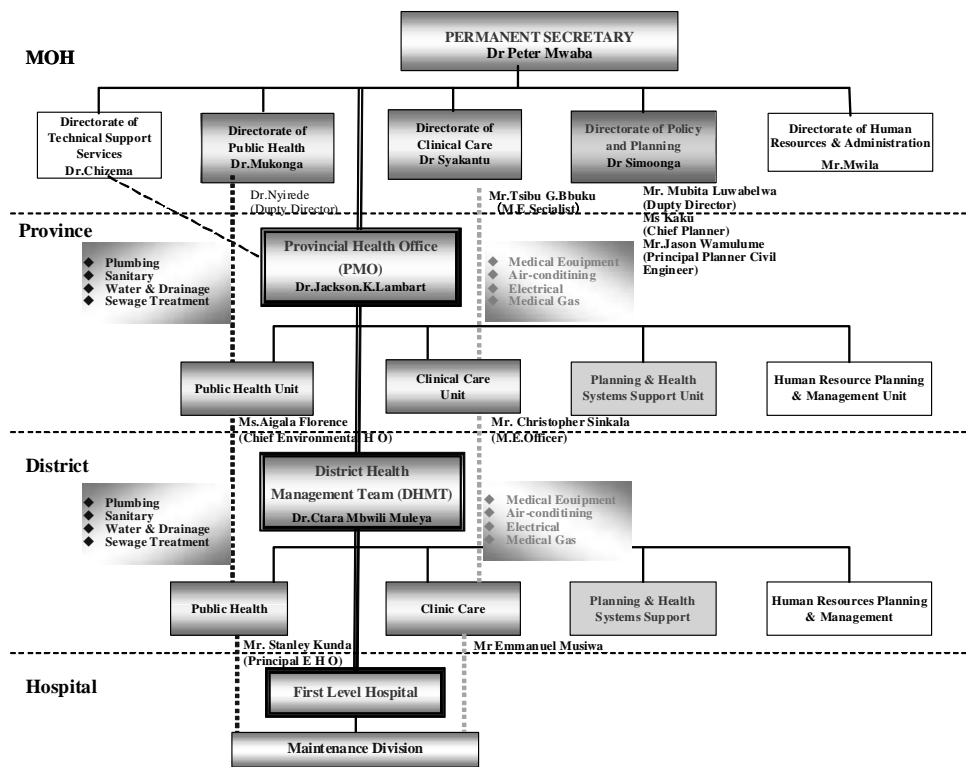 PERMANENT SECRETARY
Dr Peter Mwaba
MOH
Directorate of
Technical Support
Services
Dr.Chizema
Directorate of
Public Health
Dr.Mukonga
Directorate of
Clinical Care
Dr Syakantu
Directorate of Policy
and Planning
Dr Simoonga
Directorate of Human
Resources & Administration
Mr.Mwila
Dr.Nyirede
(Dupty Director)
Mr.Tsibu G.Bbuku
(M.E.Secialist)
Mr. Mubita Luwabelwa
(Dupty Director)
Ms Kaku
(Chief Planner)
Mr.Jason Wamulume
(Principal Planner Civil
Engineer)
Province
Plumbing
Sanitary
Water & Drainage
Sewage Treatment
Provincial Health Office
(PMO)
Dr.Jackson.K.Lambart
Medical Eouipment
Air-conditining
Electrical
Medical Gas
Public Health Unit
Clinical Care
Unit
Planning & Health
Systems Support Unit
Human Resource Planning
& Management Unit
Ms.Aigala Florence
(Chief Environmental H O)
Mr. Christopher Sinkala
(M.E.Officer)
District
Plumbing
Sanitary
Water & Drainage
Sewage Treatment
District Health
Management Team (DHMT)
Dr.Ctara Mbwili Muleya
Medical Eouipment
Air-conditining
Electrical
Medical Gas
Public Health
Clinic Care
Planning & Health
Systems Support
Human Resources Planning
& Management
Mr. Stanley Kunda
(Principal E H O)
Mr Emmanuel Musiwa
Hospital
First Level Hospital
Maintenance Division